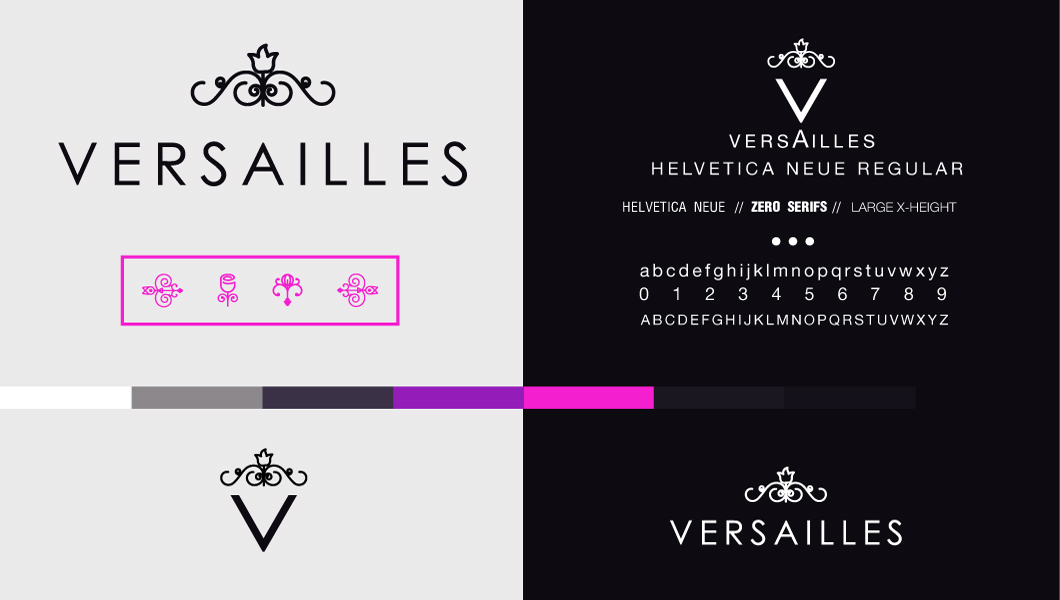 VERSAILLES
V
VERSAILLES
HELVETICA NEUE REGULAR
HELVETICA NEUE // ZERO SERIFS // LARGE X-HEIGHT
abcdefghijklmnopqrstuvwxyz
0 1 2 3 4 5 6 7 8 9
ABCDEFGHIJKLMNOPQRSTUVWXYZ
V
VERSAILLES